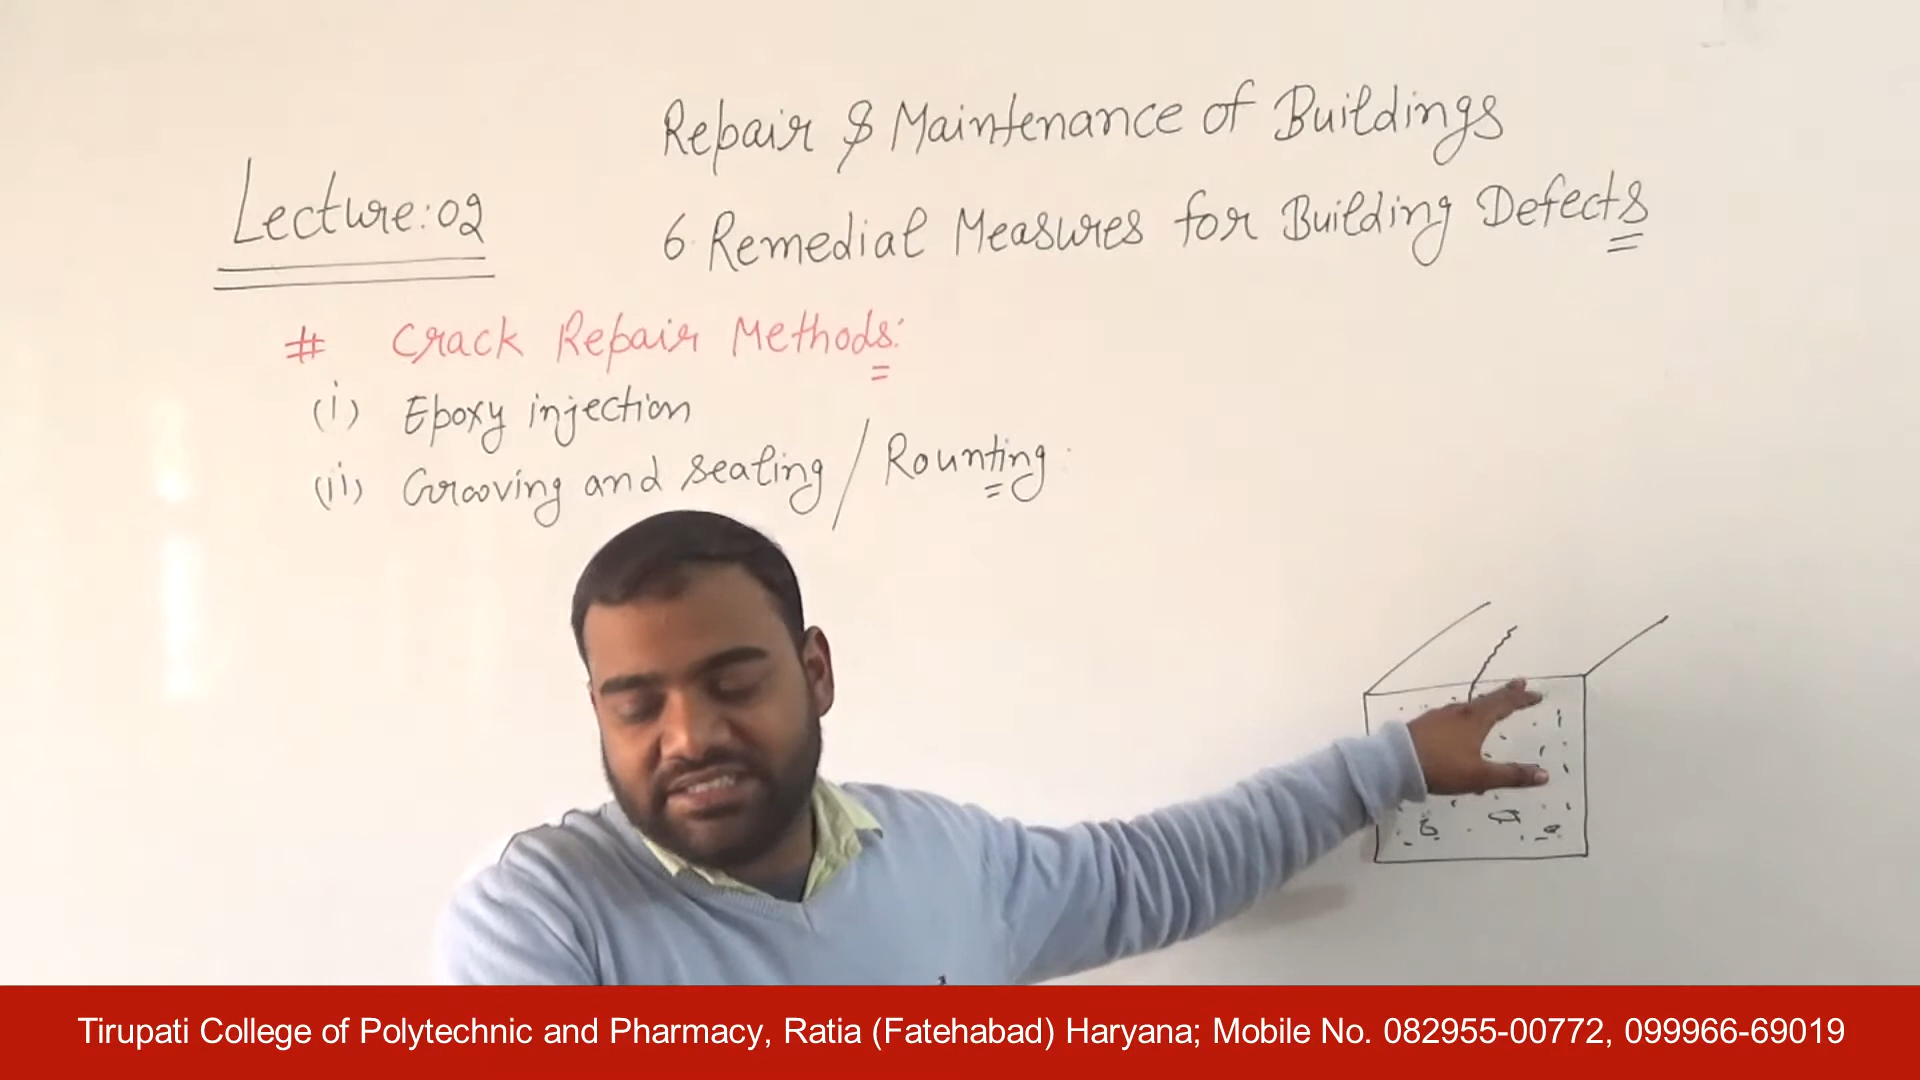 Repair & Maintenance of Buildings
Lecture:02
6. Remedial Measures for Building Defects
# Crack Repair Methods:
(i) Epoxy injection
(ii) Grooving and sealing / Rounting
Tirupati College of Polytechnic and Pharmacy, Ratia (Fatehabad) Haryana; Mobile No. 082955-00772, 099966-69019